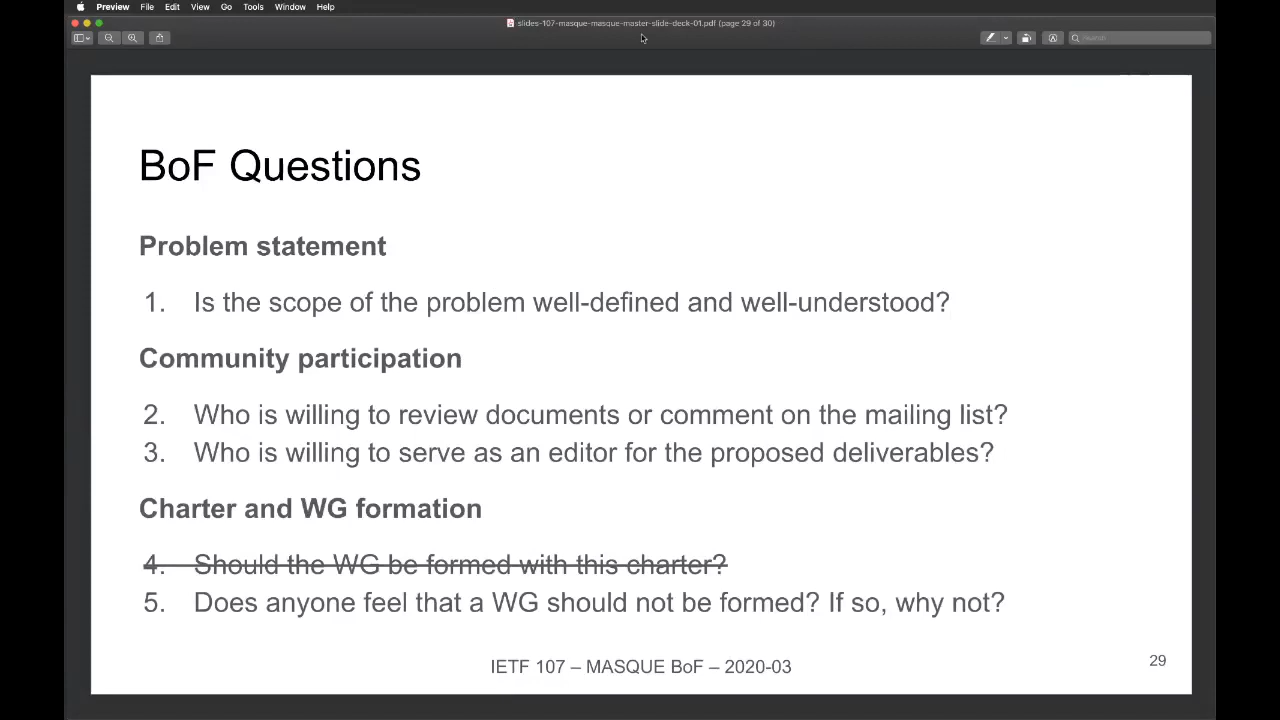 Preview File Edit View Go Tools Window Help
slides-107-masque-masque-master-slide-deck-01.pdf (page 29 of 30)
Search
BoF Questions
Problem statement
1. Is the scope of the problem well-defined and well-understood?
Community participation
2. Who is willing to review documents or comment on the mailing list?
3. Who is willing to serve as an editor for the proposed deliverables?
Charter and WG formation
4. Should the WG be formed with this charter?
5. Does anyone feel that a WG should not be formed? If so, why not?
IETF 107 – MASQUE BoF – 2020-03
29